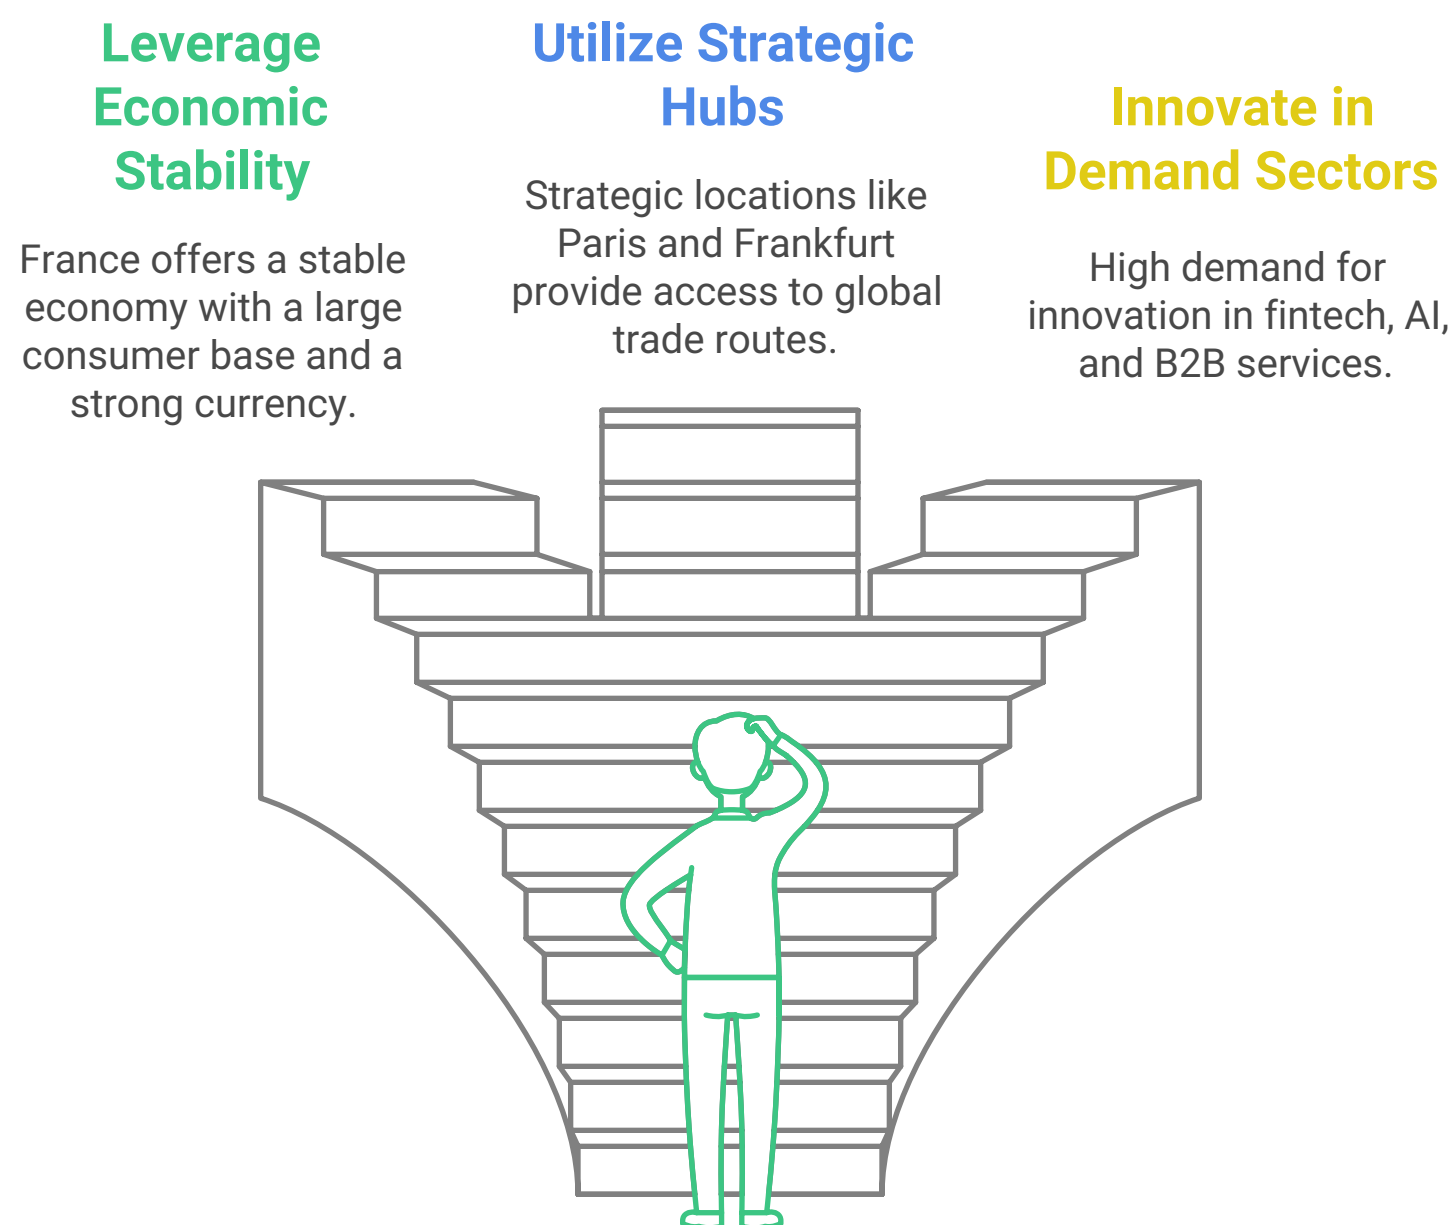 Leverage
Economic
Stability
France offers a stable
economy with a large
consumer base and a
strong currency.
Utilize Strategic
Hubs
Strategic locations like
Paris and Frankfurt
provide access to global
trade routes.
Innovate in
Demand Sectors
High demand for
innovation in fintech, AI,
and B2B services.